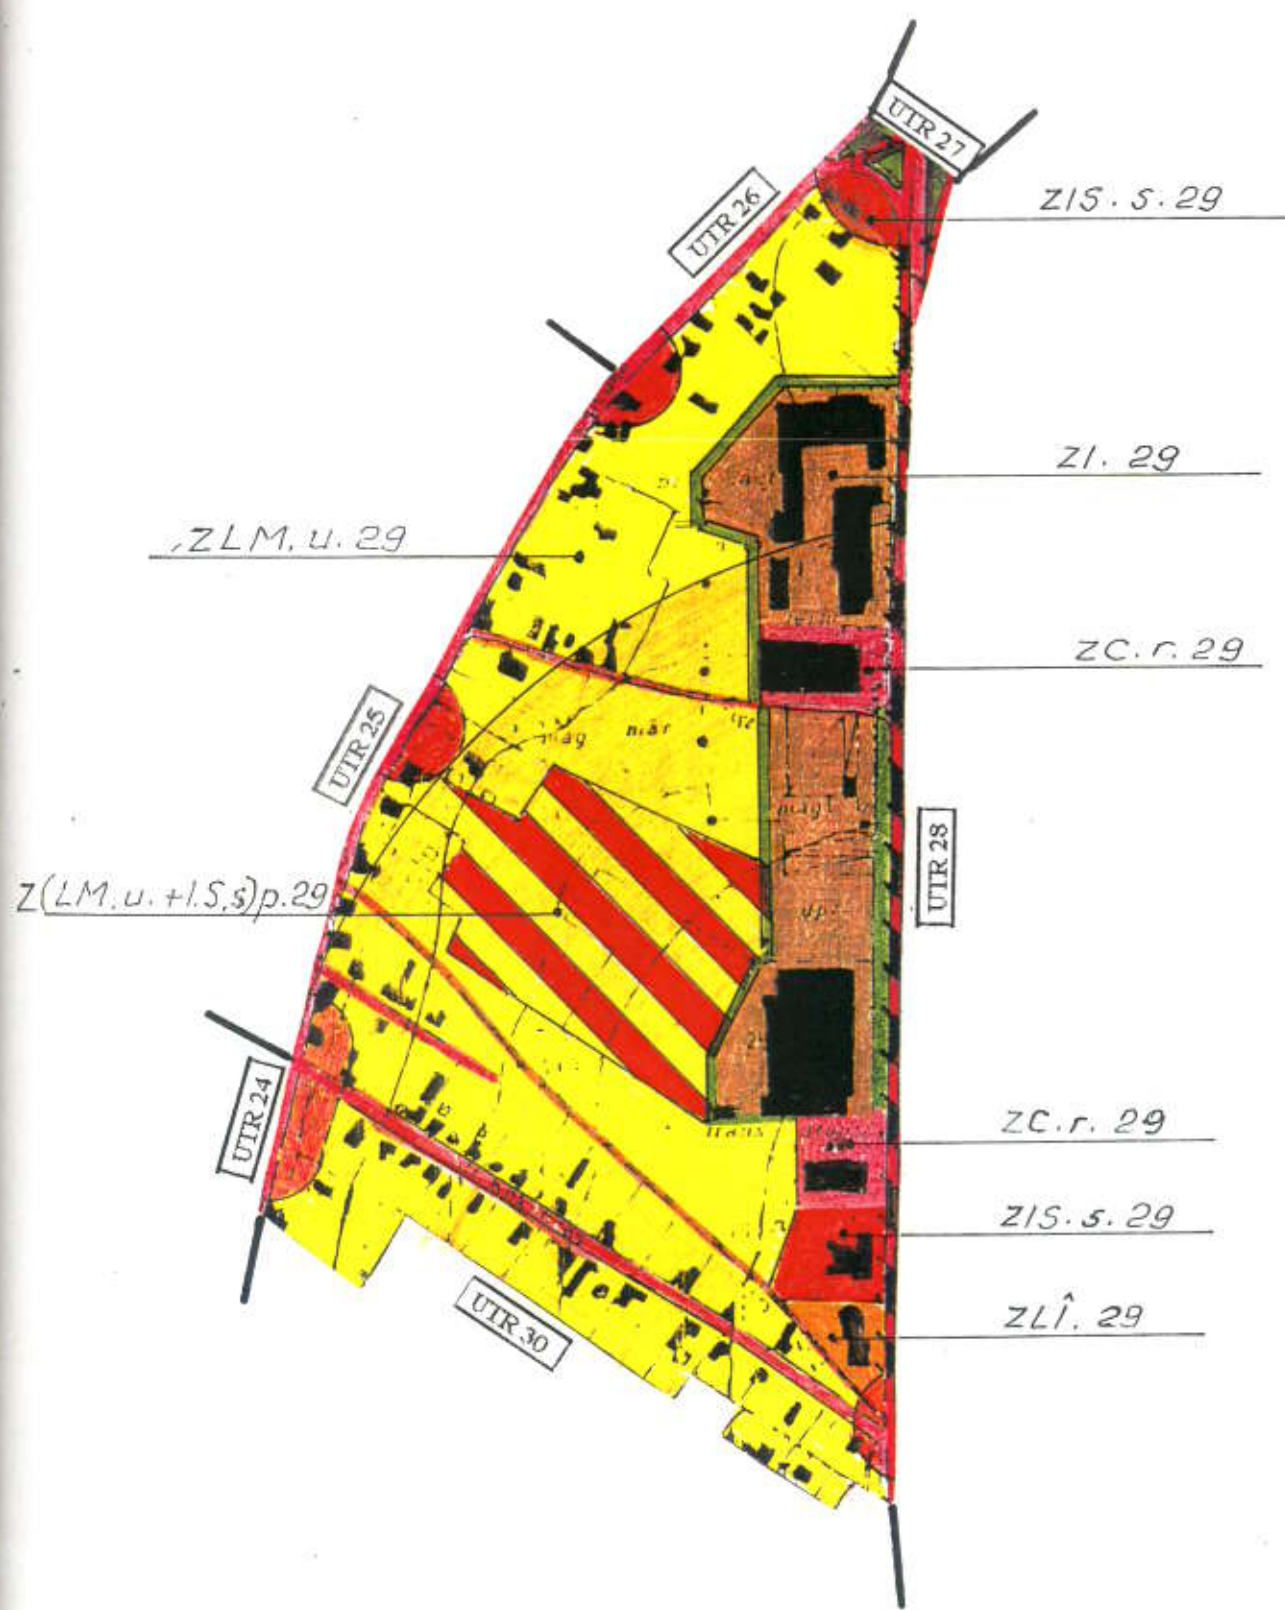 UTR 27
ZIS. s. 29
UTR 26
ZI. 29
ZLM. u. 29
ZC. r. 29
UTR 25
măr
UTR 28
Z(LM.u.+I.S.s)p.29
UTR 24
ZC. r. 29
ZIS. s. 29
UTR 30
ZLÎ. 29